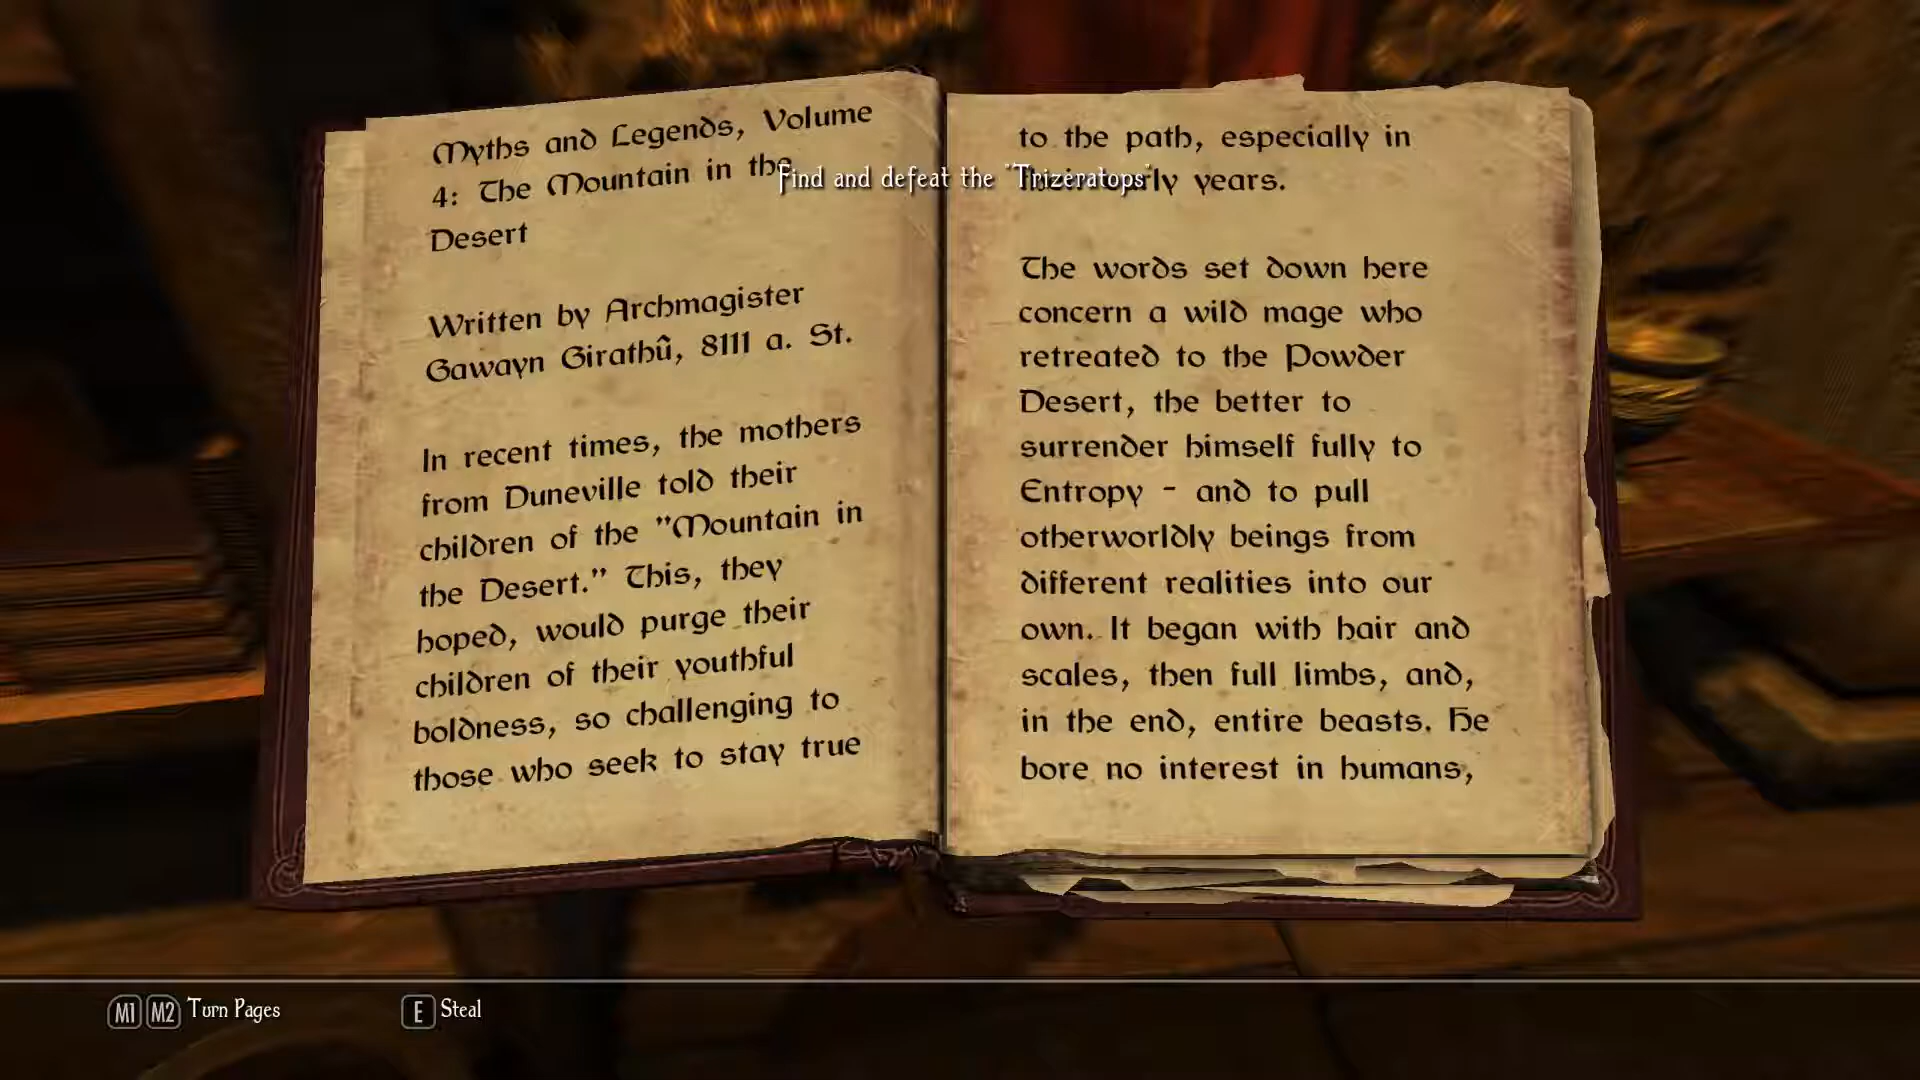 Myths and Legends, Volume
4: The Mountain in the
Desert
Written by Archmagister
Gawayn Girathû, 8111 a. St.
In recent times, the mothers
from Duneville told their
children of the "Mountain in
the Desert." This, they
hoped, would purge their
children of their youthful
boldness, so challenging to
those who seek to stay true
to the path, especially in
years.
The words set down here
concern a wild mage who
retreated to the Powder
Desert, the better to
surrender himself fully to
Entropy - and to pull
otherworldly beings from
different realities into our
own. It began with hair and
scales, then full limbs, and,
in the end, entire beasts. He
bore no interest in humans,
Find and defeat the "Trizeratops"
M1 M2 Turn Pages
E Steal